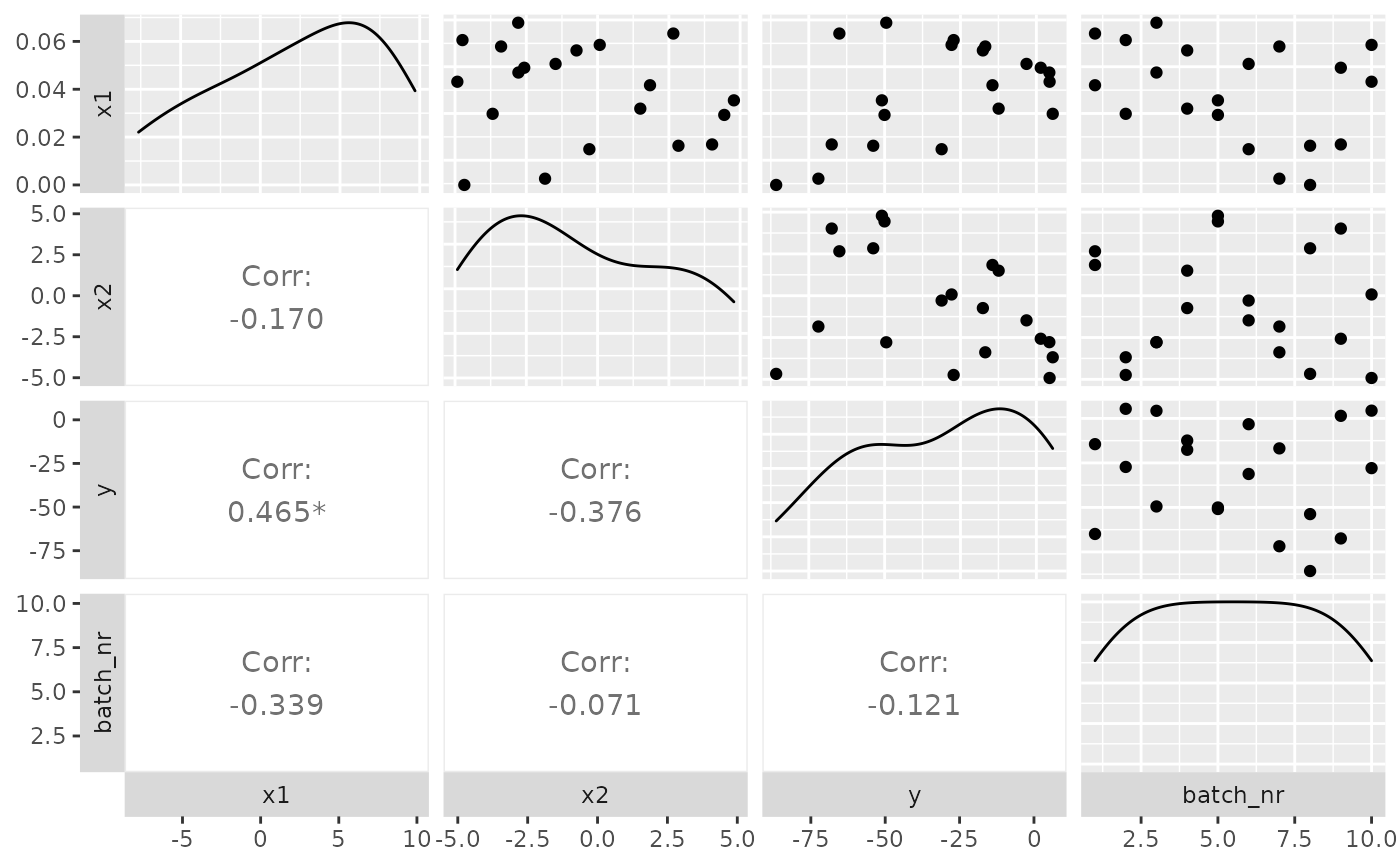 0.06
0.04
0.02
0.00
x1
5.0
2.5
0.0
-2.5
-5.0
x2
Corr:
-0.170
0
-25
-50
-75
y
Corr:
0.465*
Corr:
-0.376
10.0
7.5
5.0
2.5
batch_nr
Corr:
-0.339
Corr:
-0.071
Corr:
-0.121
x1
x2
y
batch_nr
-5 0 5 10
-5.0 -2.5 0.0 2.5 5.0
-75 -50 -25 0
2.5 5.0 7.5 10.0